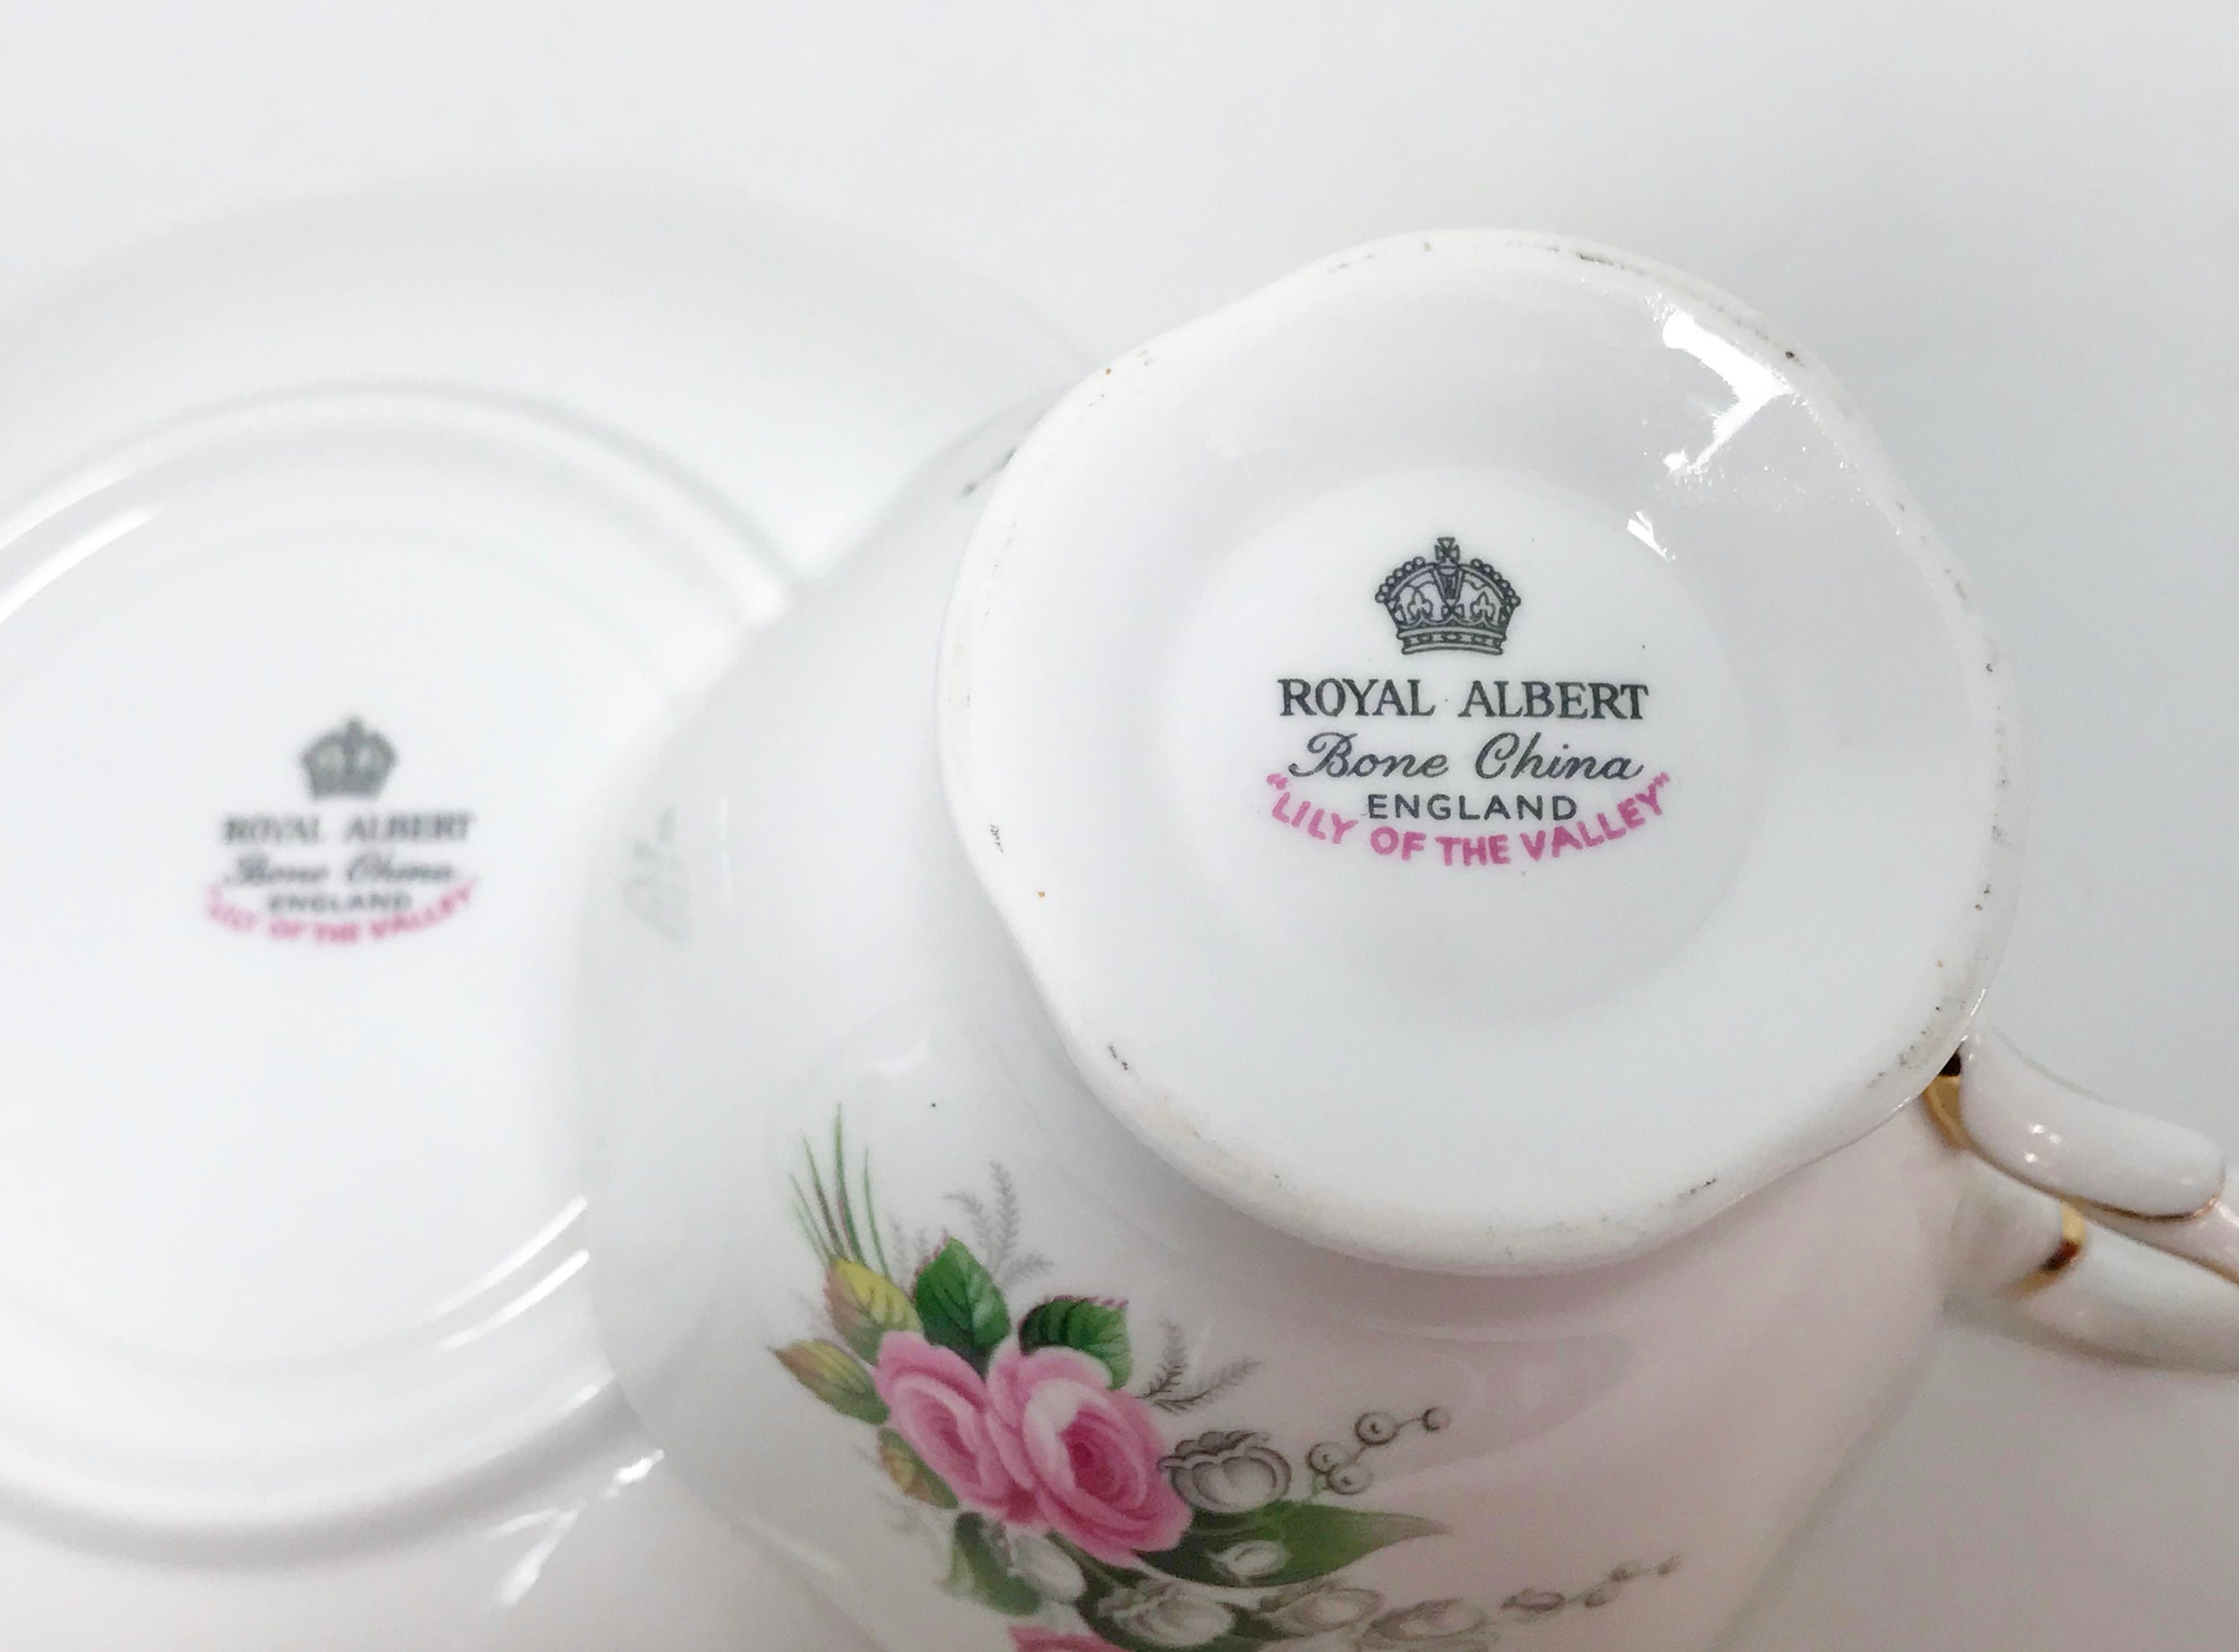 ROYAL ALBERT
Bone China
ENGLAND
"LILY OF THE VALLEY"
ROYAL ALBERT
Bone China
ENGLAND
"LILY OF THE VALLEY"